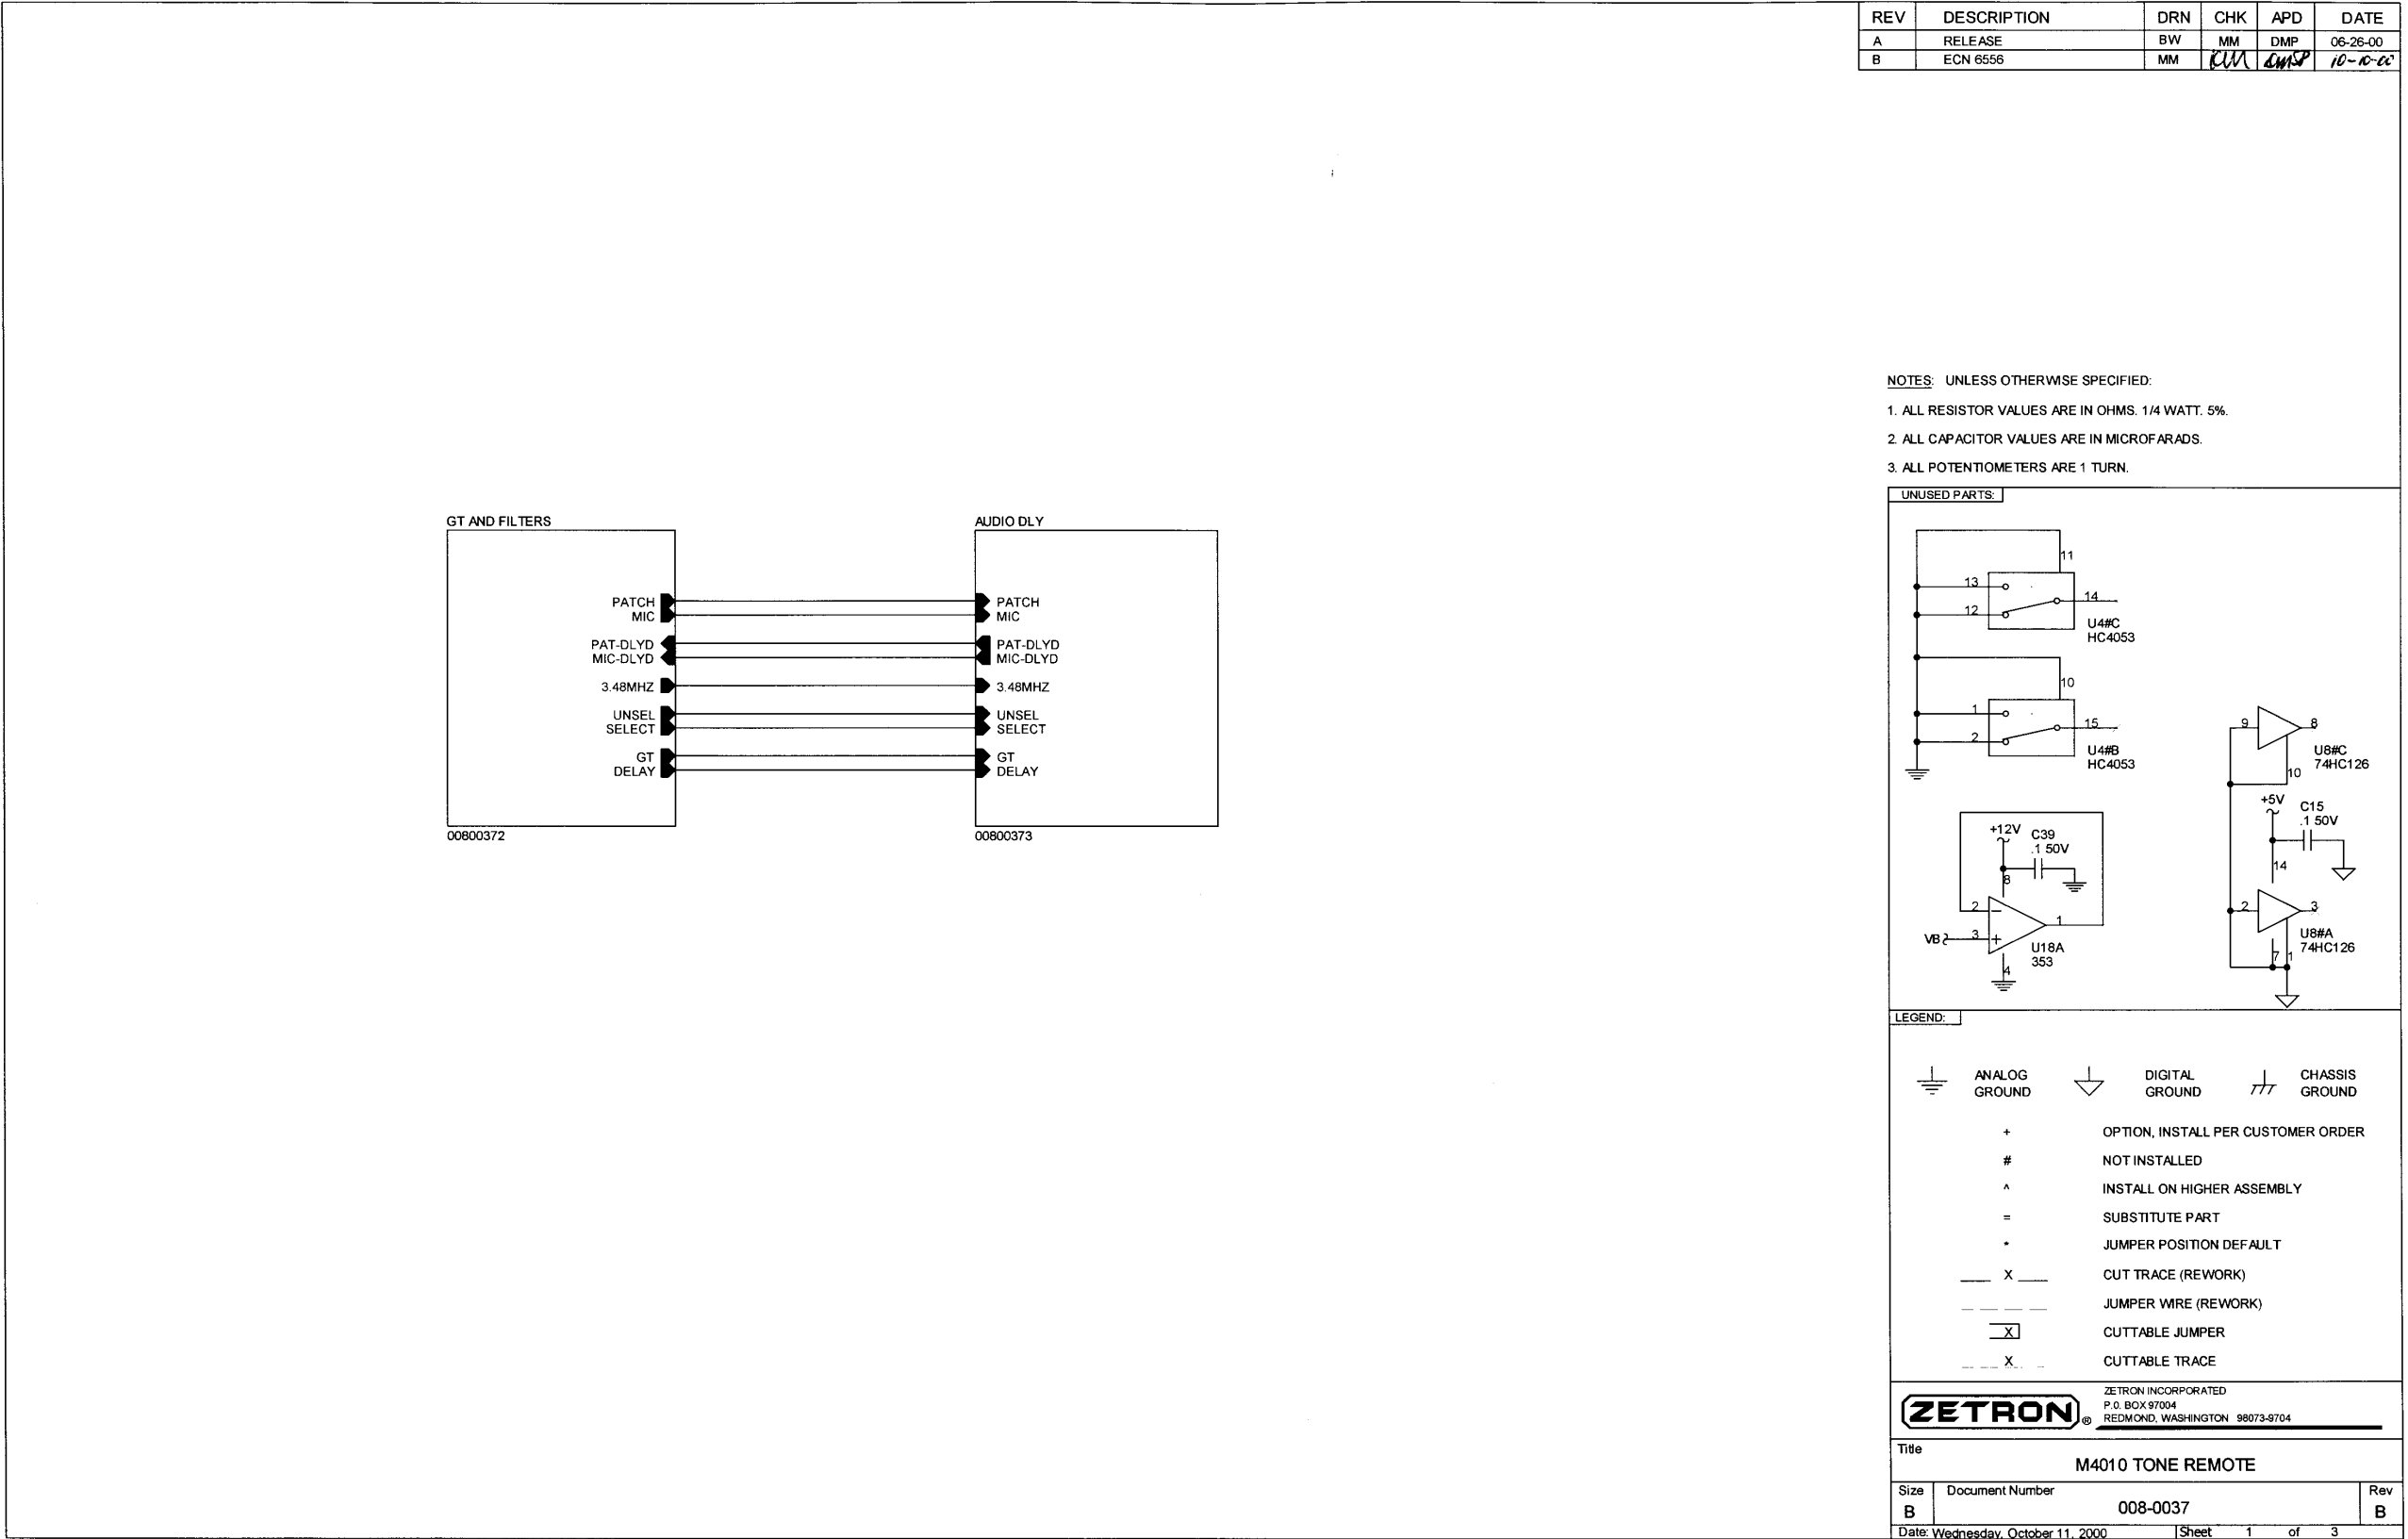 REV DESCRIPTION DRN CHK APD DATE
A RELEASE BW MM DMP 06-26-00
B ECN 6556 MM
NOTES: UNLESS OTHERWISE SPECIFIED:
1. ALL RESISTOR VALUES ARE IN OHMS. 1/4 WATT. 5%.
2. ALL CAPACITOR VALUES ARE IN MICROFARADS.
3. ALL POTENTIOMETERS ARE 1 TURN.
GT AND FILTERS
PATCH
MIC
PAT-DLYD
MIC-DLYD
3.48MHZ
UNSEL
SELECT
GT
DELAY
00800372
AUDIO DLY
PATCH
MIC
PAT-DLYD
MIC-DLYD
3.48MHZ
UNSEL
SELECT
GT
DELAY
00800373
UNUSED PARTS:
11
13
14
12
U4#C
HC4053
10
1
15
2
U4#B
HC4053
9
8
U8#C
74HC126
10
+5V
C15
.1 50V
14
2
3
U8#A
74HC126
7
1
+12V
C39
.1 50V
8
2
1
VB
3
U18A
353
4
LEGEND:
ANALOG
GROUND
DIGITAL
GROUND
CHASSIS
GROUND
+ OPTION, INSTALL PER CUSTOMER ORDER
# NOT INSTALLED
^ INSTALL ON HIGHER ASSEMBLY
= SUBSTITUTE PART
* JUMPER POSITION DEFAULT
X CUT TRACE (REWORK)
JUMPER WIRE (REWORK)
X CUTTABLE JUMPER
X CUTTABLE TRACE
ZETRON®
ZETRON INCORPORATED
P.O. BOX 97004
REDMOND, WASHINGTON 98073-9704
Title
M4010 TONE REMOTE
Size Document Number Rev
B 008-0037 B
Date: Wednesday, October 11, 2000 Sheet 1 of 3